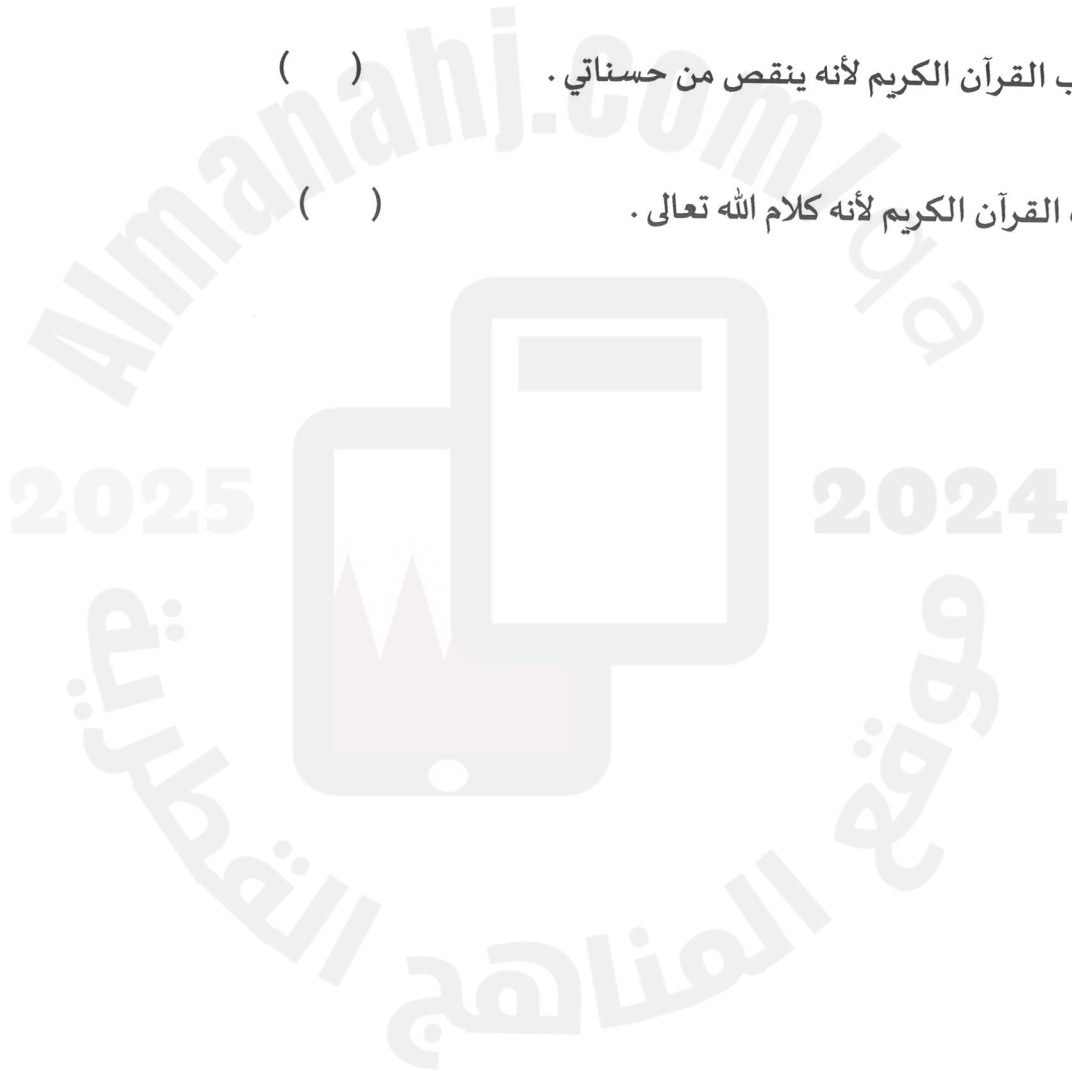 القرآن الكريم لأنه ينقص من حسناتي . ( )
القرآن الكريم لأنه كلام الله تعالى . ( )
Almanahj.com/qa
2025 2024
موقع المناهج القطرية